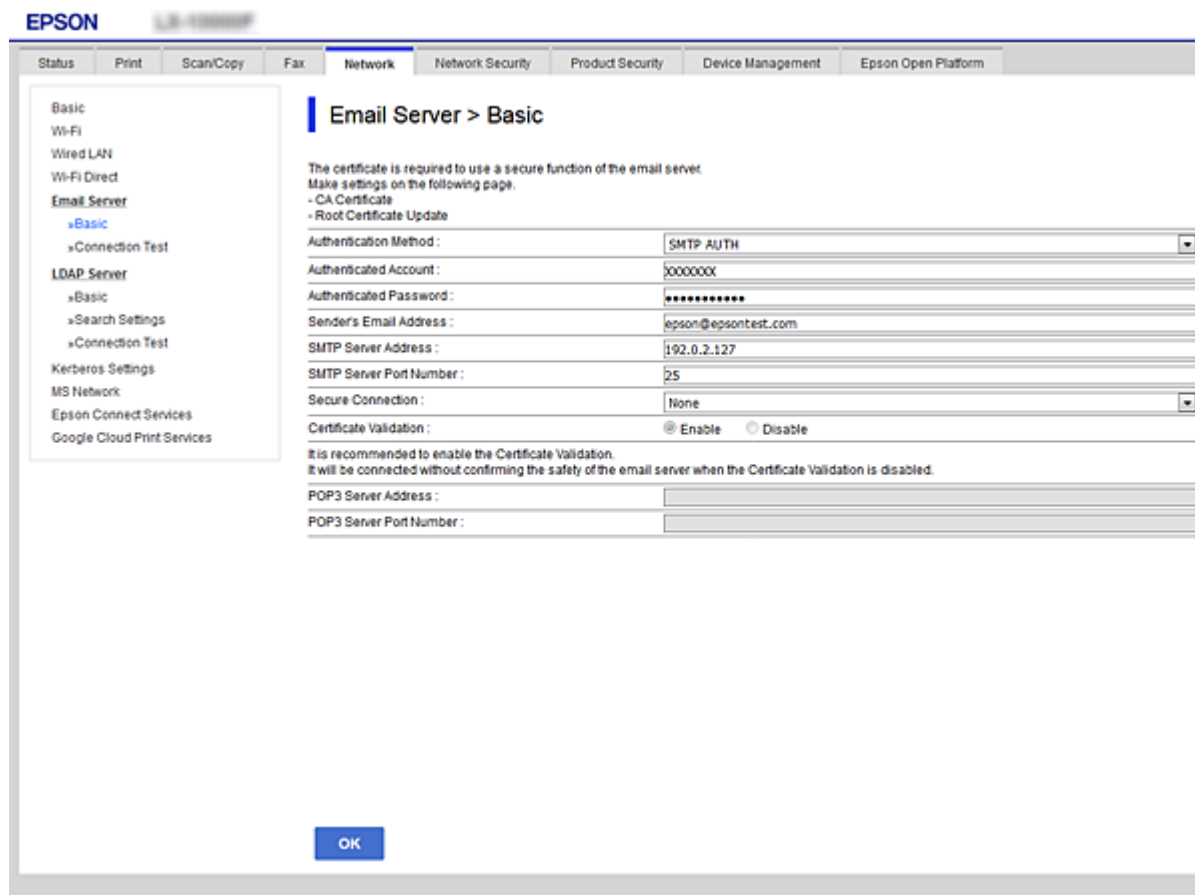 EPSON
Status Print Scan/Copy Fax Network Network Security Product Security Device Management Epson Open Platform
Basic
Wi-Fi
Wired LAN
Wi-Fi Direct
Email Server
»Basic
»Connection Test
LDAP Server
»Basic
»Search Settings
»Connection Test
Kerberos Settings
MS Network
Epson Connect Services
Google Cloud Print Services
Email Server > Basic
The certificate is required to use a secure function of the email server.
Make settings on the following page.
- CA Certificate
- Root Certificate Update
Authentication Method : SMTP AUTH
Authenticated Account : XXXXXXX
Authenticated Password : •••••••••••
Sender's Email Address : epson@epsontest.com
SMTP Server Address : 192.0.2.127
SMTP Server Port Number : 25
Secure Connection : None
Certificate Validation : Enable Disable
It is recommended to enable the Certificate Validation.
It will be connected without confirming the safety of the email server when the Certificate Validation is disabled.
POP3 Server Address :
POP3 Server Port Number :
OK